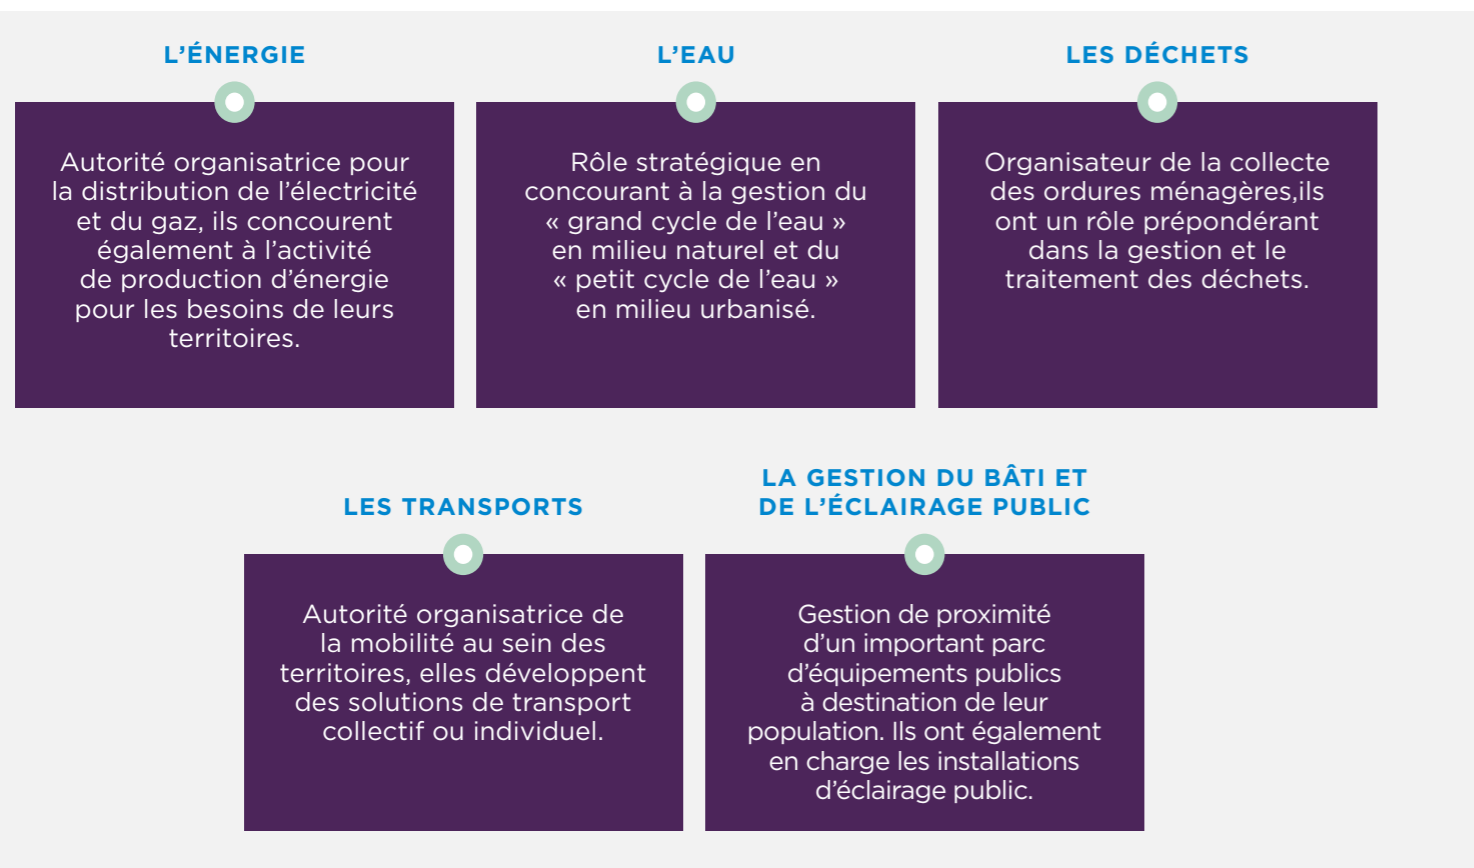 L’ÉNERGIE
Autorité organisatrice pour
la distribution de l’électricité
et du gaz, ils concourent
également à l’activité
de production d’énergie
pour les besoins de leurs
territoires.
L’EAU
Rôle stratégique en
concourant à la gestion du
« grand cycle de l’eau »
en milieu naturel et du
« petit cycle de l’eau »
en milieu urbanisé.
LES DÉCHETS
Organisateur de la collecte
des ordures ménagères,ils
ont un rôle prépondérant
dans la gestion et le
traitement des déchets.
LES TRANSPORTS
Autorité organisatrice de
la mobilité au sein des
territoires, elles développent
des solutions de transport
collectif ou individuel.
LA GESTION DU BÂTI ET
DE L’ÉCLAIRAGE PUBLIC
Gestion de proximité
d’un important parc
d’équipements publics
à destination de leur
population. Ils ont également
en charge les installations
d’éclairage public.